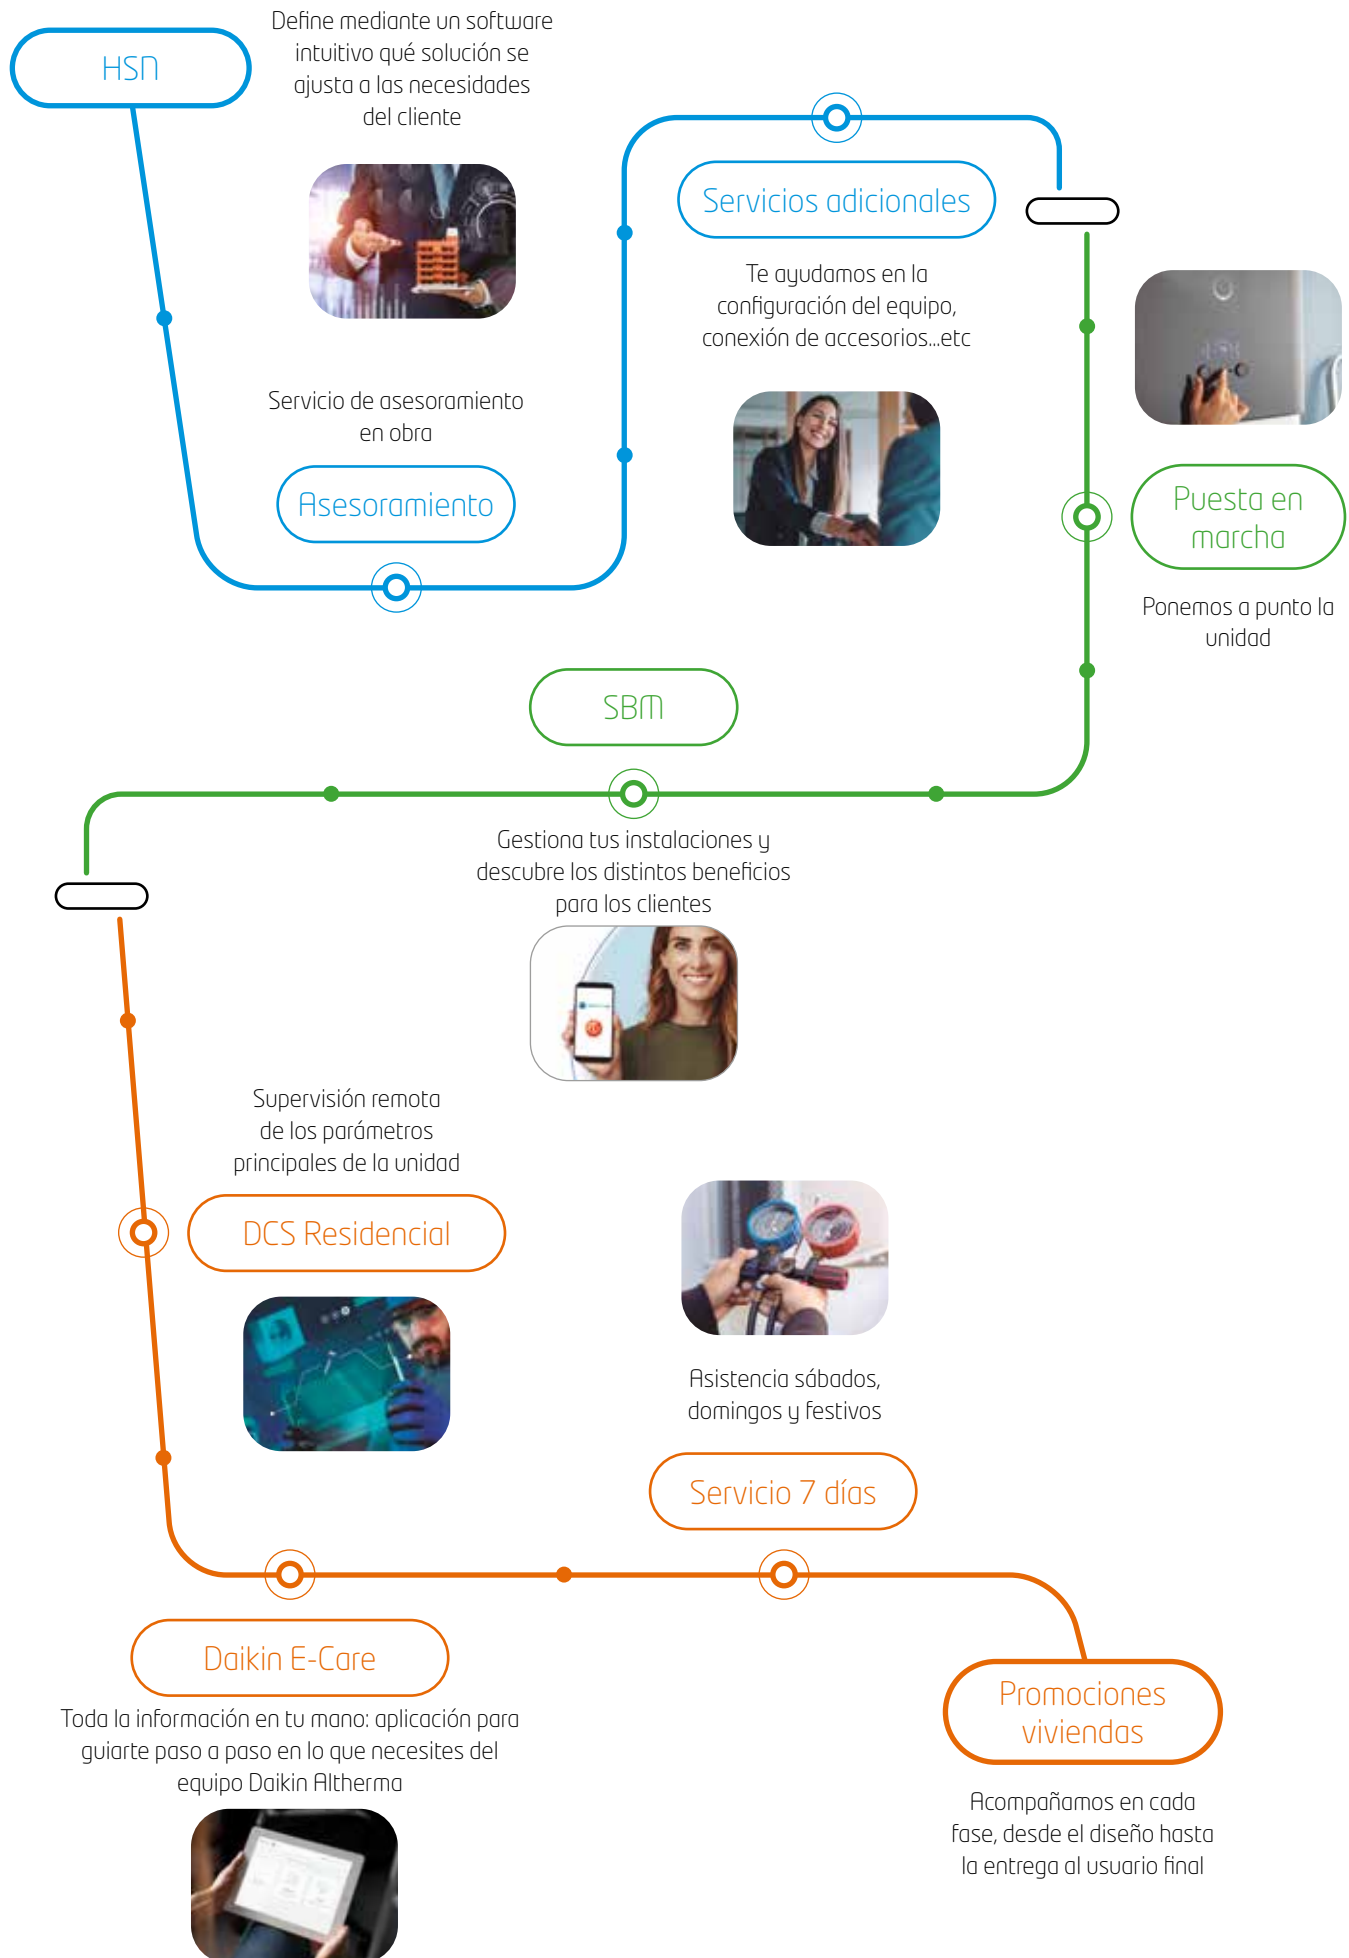 HSN
Define mediante un software
intuitivo qué solución se
ajusta a las necesidades
del cliente
Servicio de asesoramiento
en obra
Asesoramiento
Servicios adicionales
Te ayudamos en la
configuración del equipo,
conexión de accesorios...etc
Puesta en
marcha
Ponemos a punto la
unidad
SBM
Gestiona tus instalaciones y
descubre los distintos beneficios
para los clientes
Supervisión remota
de los parámetros
principales de la unidad
DCS Residencial
Asistencia sábados,
domingos y festivos
Servicio 7 días
Daikin E-Care
Toda la información en tu mano: aplicación para
guiarte paso a paso en lo que necesites del
equipo Daikin Altherma
Promociones
viviendas
Acompañamos en cada
fase, desde el diseño hasta
la entrega al usuario final